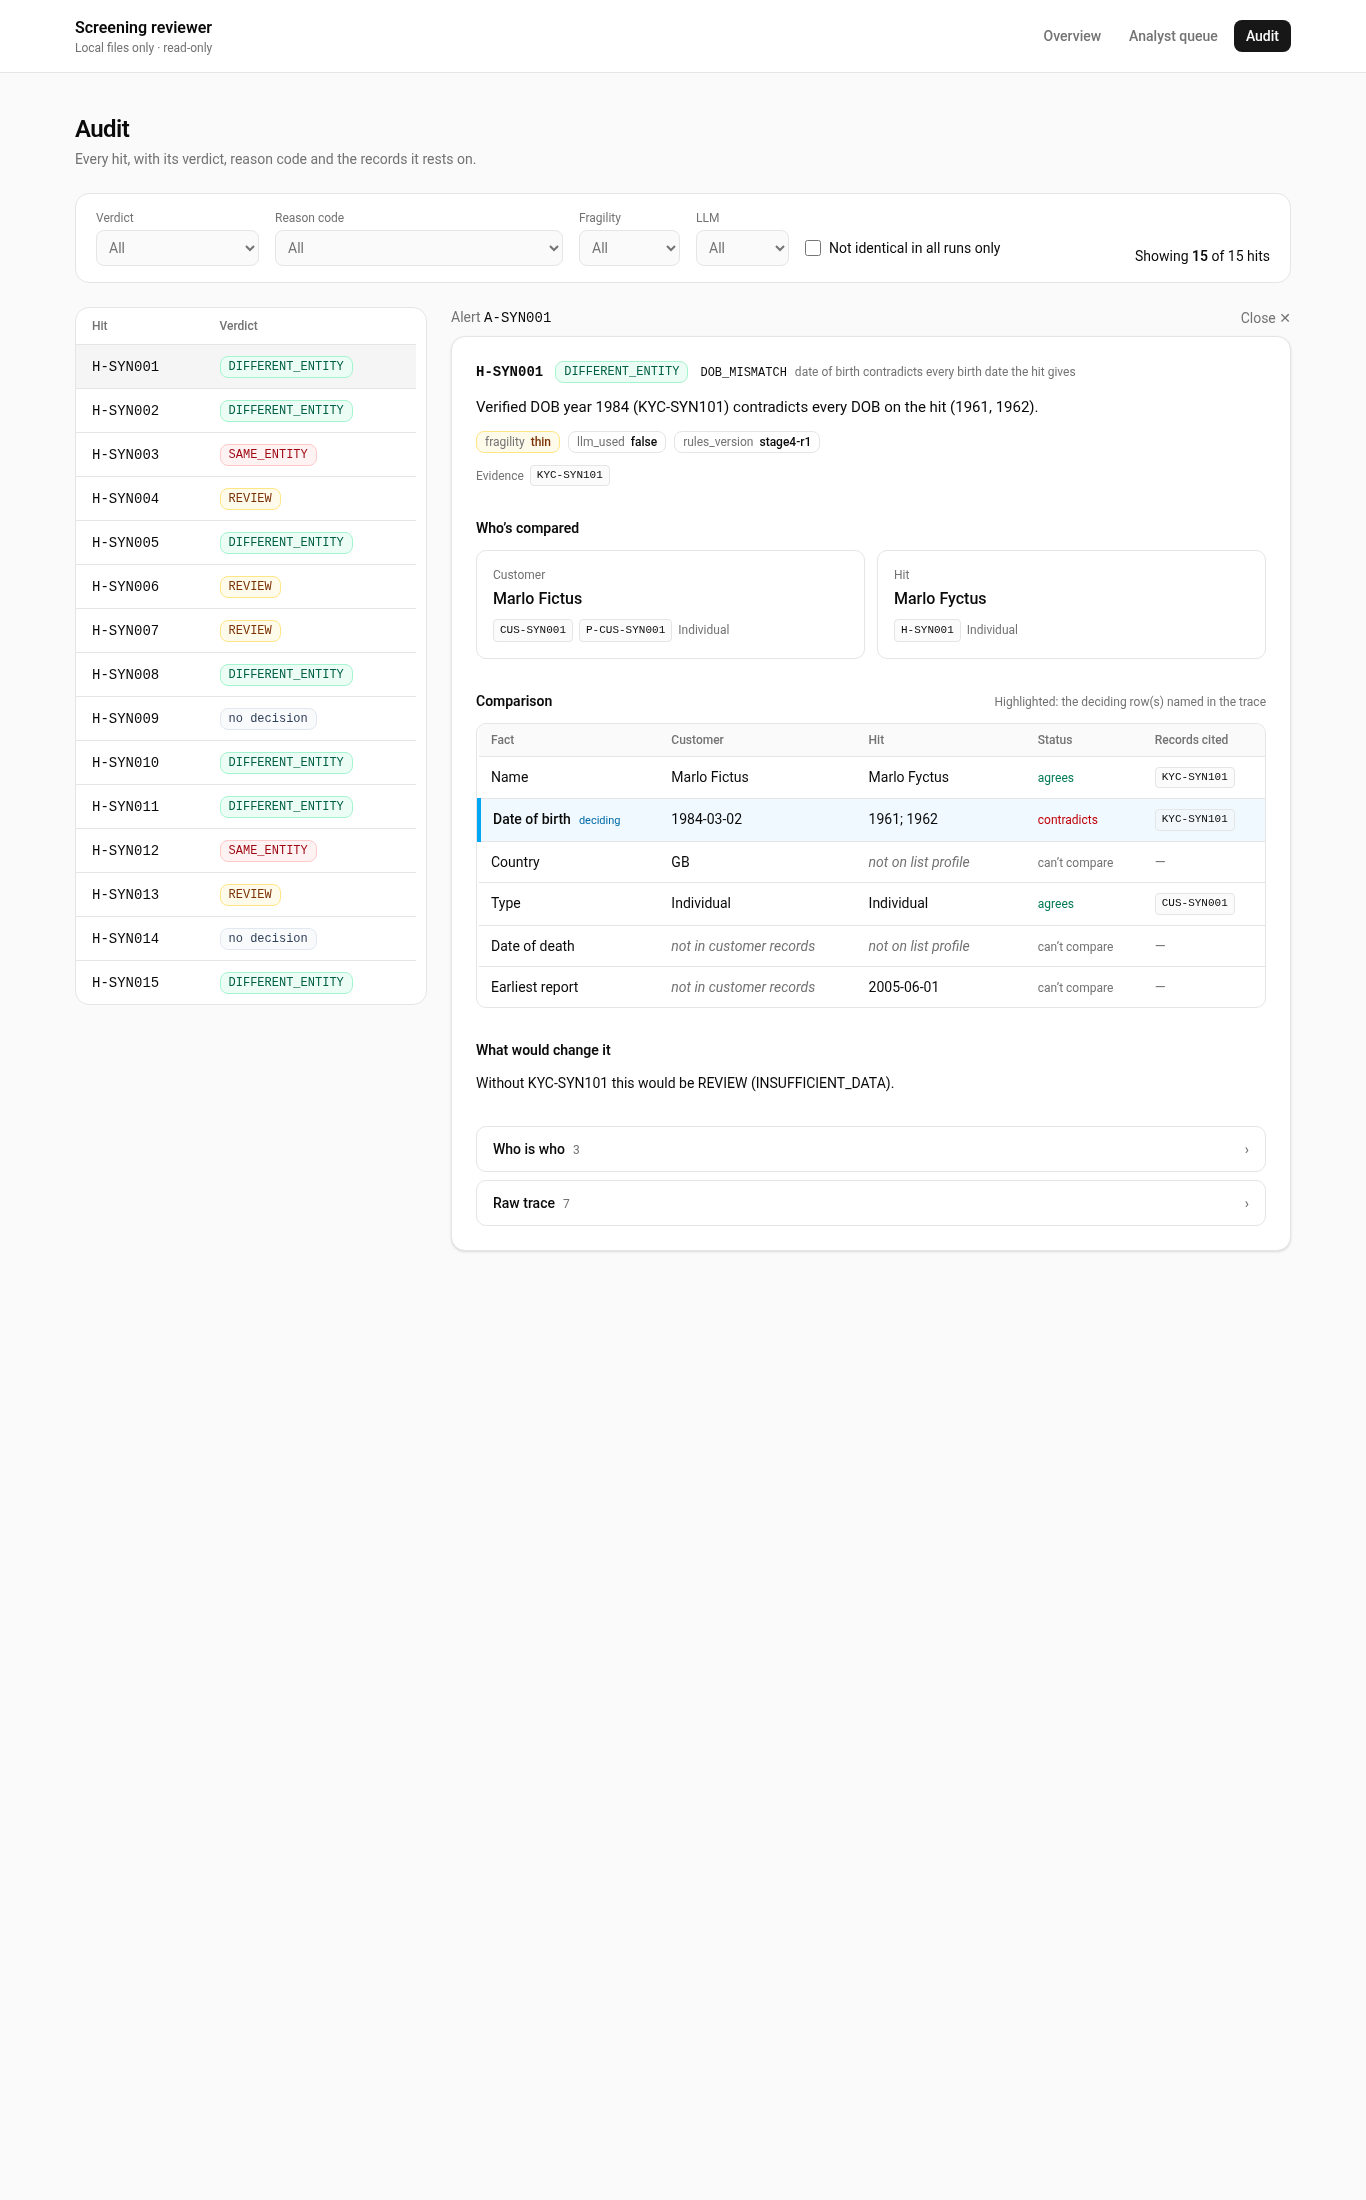 Screening reviewer
Local files only · read-only
Overview Analyst queue Audit
Audit
Every hit, with its verdict, reason code and the records it rests on.
Verdict Reason code Fragility LLM
All All All All Not identical in all runs only Showing 15 of 15 hits
Hit Verdict
H-SYN001 DIFFERENT_ENTITY
H-SYN002 DIFFERENT_ENTITY
H-SYN003 SAME_ENTITY
H-SYN004 REVIEW
H-SYN005 DIFFERENT_ENTITY
H-SYN006 REVIEW
H-SYN007 REVIEW
H-SYN008 DIFFERENT_ENTITY
H-SYN009 no decision
H-SYN010 DIFFERENT_ENTITY
H-SYN011 DIFFERENT_ENTITY
H-SYN012 SAME_ENTITY
H-SYN013 REVIEW
H-SYN014 no decision
H-SYN015 DIFFERENT_ENTITY
Alert A-SYN001 Close ✕
H-SYN001 DIFFERENT_ENTITY DOB_MISMATCH date of birth contradicts every birth date the hit gives
Verified DOB year 1984 (KYC-SYN101) contradicts every DOB on the hit (1961, 1962).
fragility thin llm_used false rules_version stage4-r1
Evidence KYC-SYN101
Who’s compared
Customer
Marlo Fictus
CUS-SYN001 P-CUS-SYN001 Individual
Hit
Marlo Fyctus
H-SYN001 Individual
Comparison Highlighted: the deciding row(s) named in the trace
Fact Customer Hit Status Records cited
Name Marlo Fictus Marlo Fyctus agrees KYC-SYN101
Date of birth deciding 1984-03-02 1961; 1962 contradicts KYC-SYN101
Country GB not on list profile can’t compare —
Type Individual Individual agrees CUS-SYN001
Date of death not in customer records not on list profile can’t compare —
Earliest report not in customer records 2005-06-01 can’t compare —
What would change it
Without KYC-SYN101 this would be REVIEW (INSUFFICIENT_DATA).
Who is who 3 ›
Raw trace 7 ›